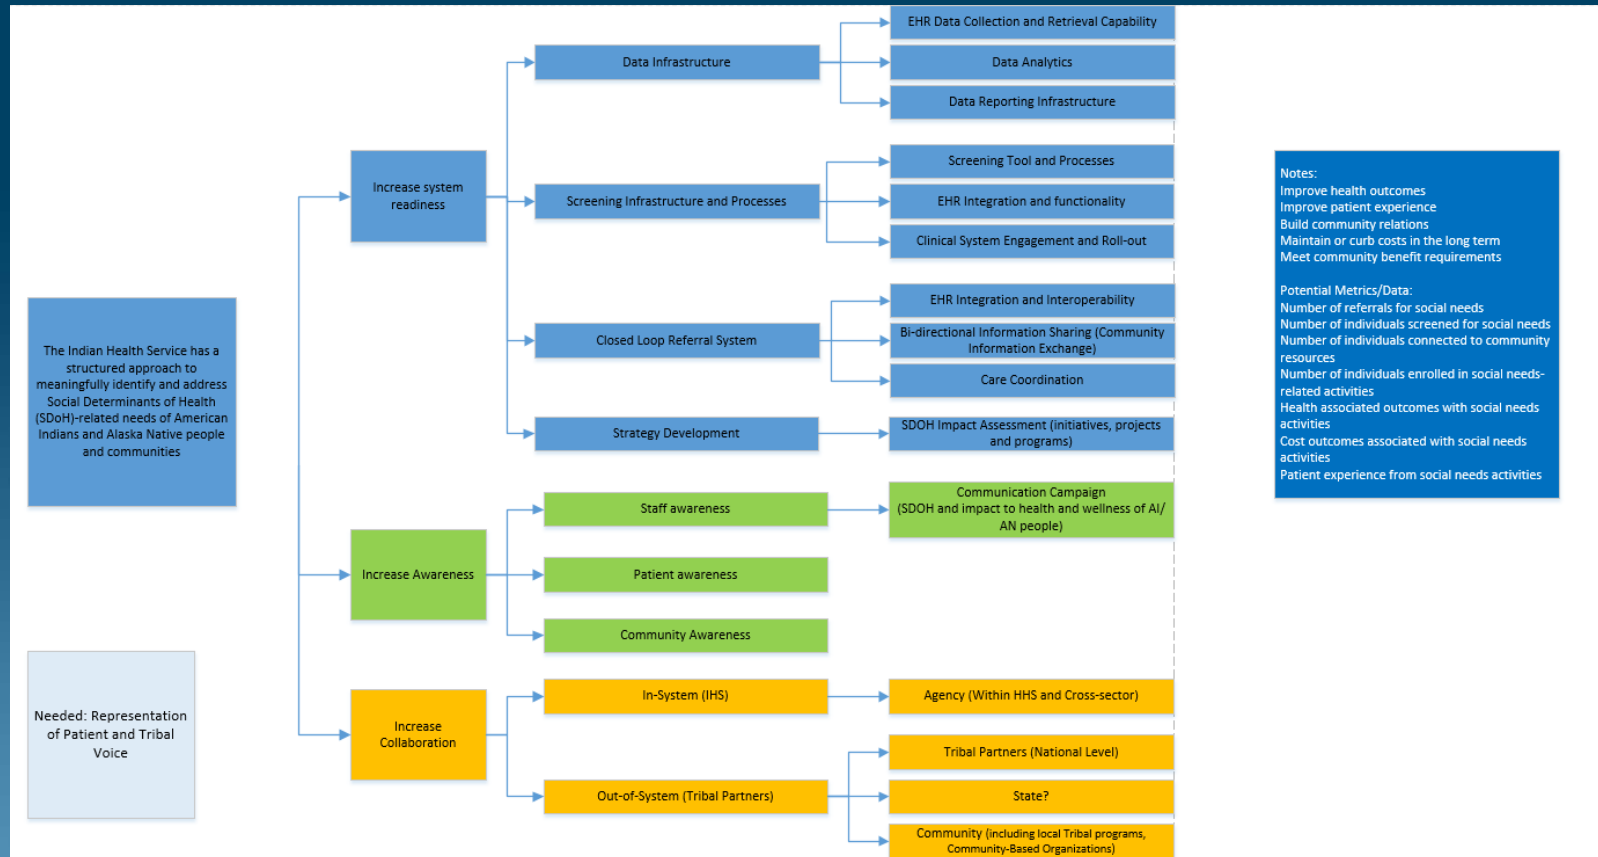 The Indian Health Service has a
structured approach to
meaningfully identify and address
Social Determinants of Health
(SDoH)-related needs of American
Indians and Alaska Native people
and communities
Needed: Representation
of Patient and Tribal
Voice
Increase system
readiness
Data Infrastructure
EHR Data Collection and Retrieval Capability
Data Analytics
Data Reporting Infrastructure
Screening Infrastructure and Processes
Screening Tool and Processes
EHR Integration and functionality
Clinical System Engagement and Roll-out
Closed Loop Referral System
EHR Integration and Interoperability
Bi-directional Information Sharing (Community
Information Exchange)
Care Coordination
Strategy Development
SDOH Impact Assessment (initiatives, projects
and programs)
Increase Awareness
Staff awareness
Communication Campaign
(SDOH and impact to health and wellness of AI/
AN people)
Patient awareness
Community Awareness
Increase
Collaboration
In-System (IHS)
Agency (Within HHS and Cross-sector)
Out-of-System (Tribal Partners)
Tribal Partners (National Level)
State?
Community (including local Tribal programs,
Community-Based Organizations)
Notes:
Improve health outcomes
Improve patient experience
Build community relations
Maintain or curb costs in the long term
Meet community benefit requirements
Potential Metrics/Data:
Number of referrals for social needs
Number of individuals screened for social needs
Number of individuals connected to community
resources
Number of individuals enrolled in social needs-
related activities
Health associated outcomes with social needs
activities
Cost outcomes associated with social needs
activities
Patient experience from social needs activities